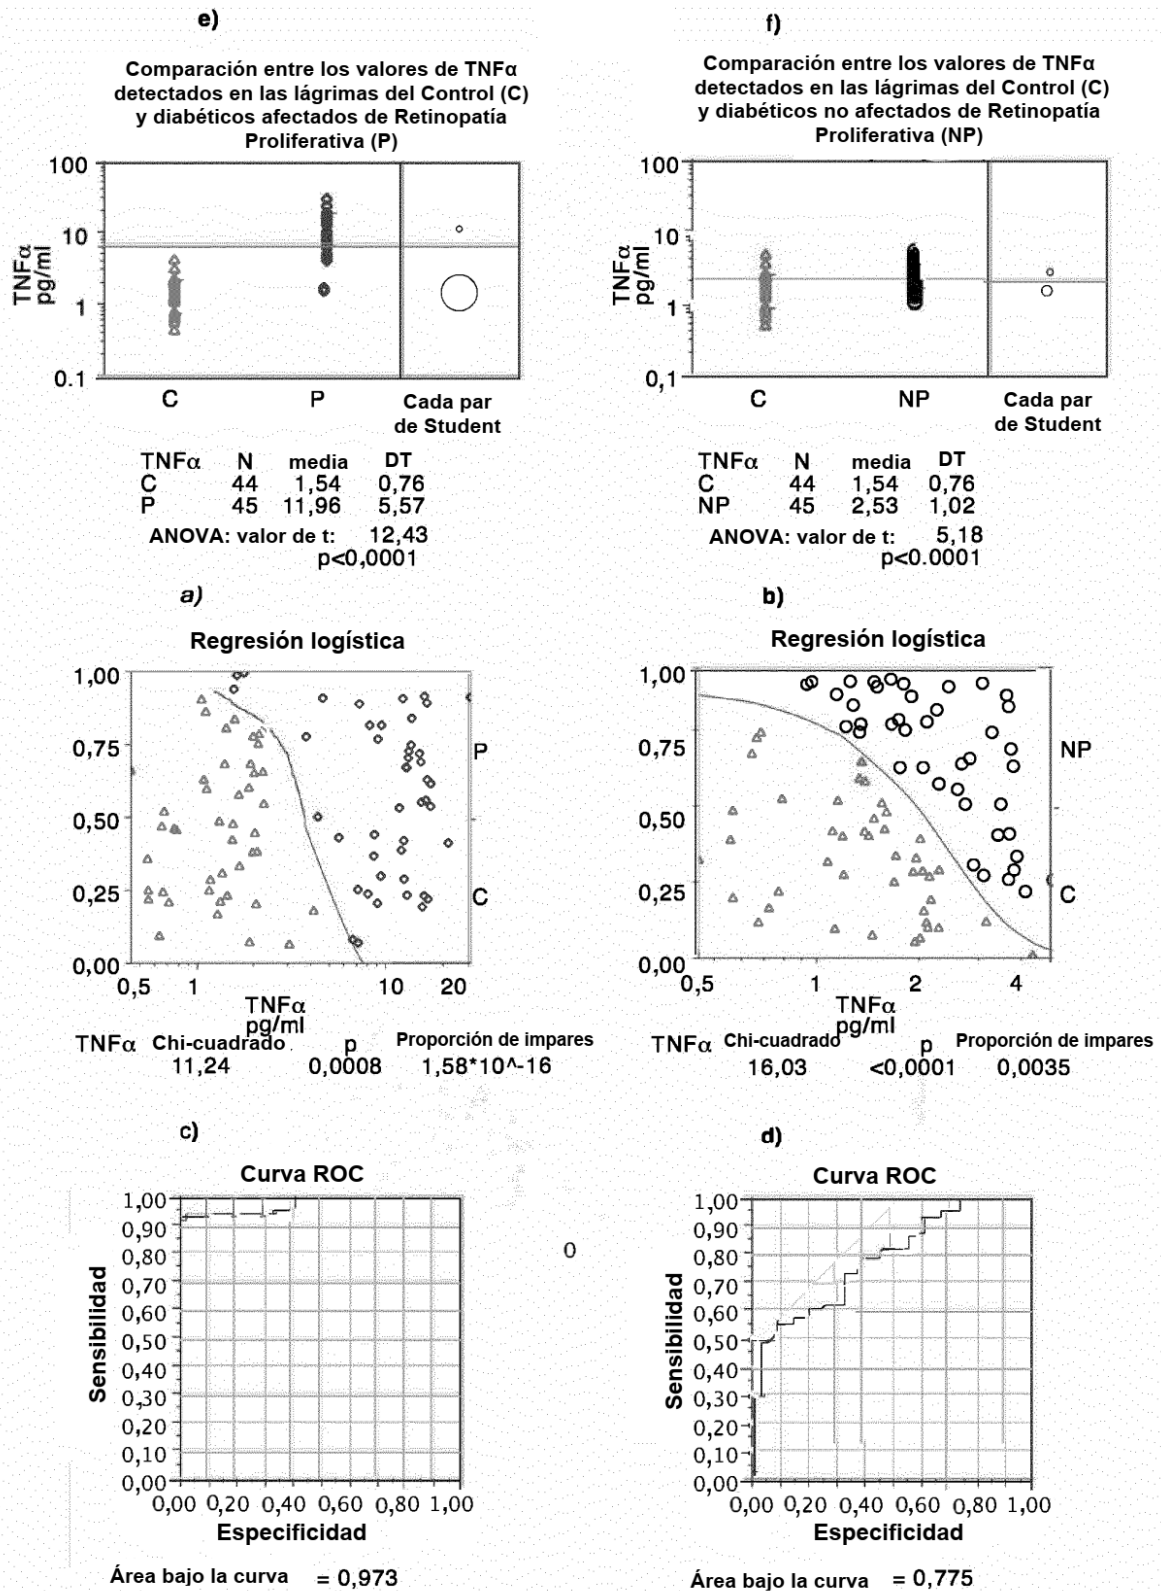 e)
Comparación entre los valores de TNFα
detectados en las lágrimas del Control (C)
y diabéticos afectados de Retinopatía
Proliferativa (P)
100
10
1
0.1
TNFα
pg/ml
C P Cada par
de Student
TNFα N media DT
C 44 1,54 0,76
P 45 11,96 5,57
ANOVA: valor de t: 12,43
p<0,0001
f)
Comparación entre los valores de TNFα
detectados en las lágrimas del Control (C)
y diabéticos no afectados de Retinopatía
Proliferativa (NP)
100
10
1
0,1
TNFα
pg/ml
C NP Cada par
de Student
TNFα N media DT
C 44 1,54 0,76
NP 45 2,53 1,02
ANOVA: valor de t: 5,18
p<0.0001
a)
Regresión logística
1,00
0,75
0,50
0,25
0,00
P
C
0,5 1 10 20
TNFα
pg/ml
TNFα Chi-cuadrado p Proporción de impares
11,24 0,0008 1,58*10^-16
b)
Regresión logística
1,00
0,75
0,50
0,25
0,00
NP
C
0,5 1 2 4
TNFα
pg/ml
TNFα Chi-cuadrado p Proporción de impares
16,03 <0,0001 0,0035
c)
Curva ROC
1,00
0,90
0,80
0,70
0,60
0,50
0,40
0,30
0,20
0,10
0,00
Sensibilidad
0,00 0,20 0,40 0,60 0,80 1,00
Especificidad
Área bajo la curva = 0,973
0
d)
Curva ROC
1,00
0,90
0,80
0,70
0,60
0,50
0,40
0,30
0,20
0,10
0,00
Sensibilidad
0,00 0,20 0,40 0,60 0,80 1,00
Especificidad
Área bajo la curva = 0,775